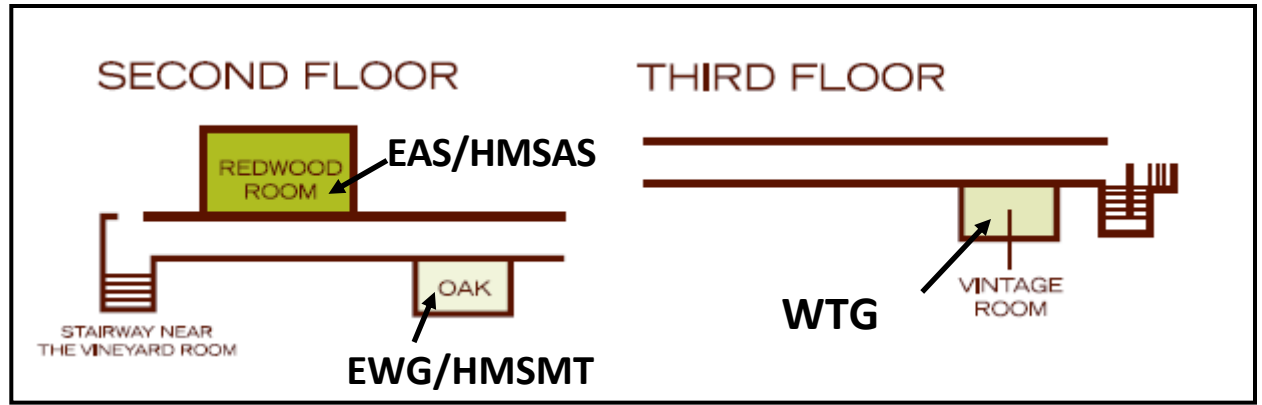 SECOND FLOOR
REDWOOD
ROOM
EAS/HMSAS
OAK
STAIRWAY NEAR
THE VINEYARD ROOM
EWG/HMSMT
THIRD FLOOR
WTG
VINTAGE
ROOM